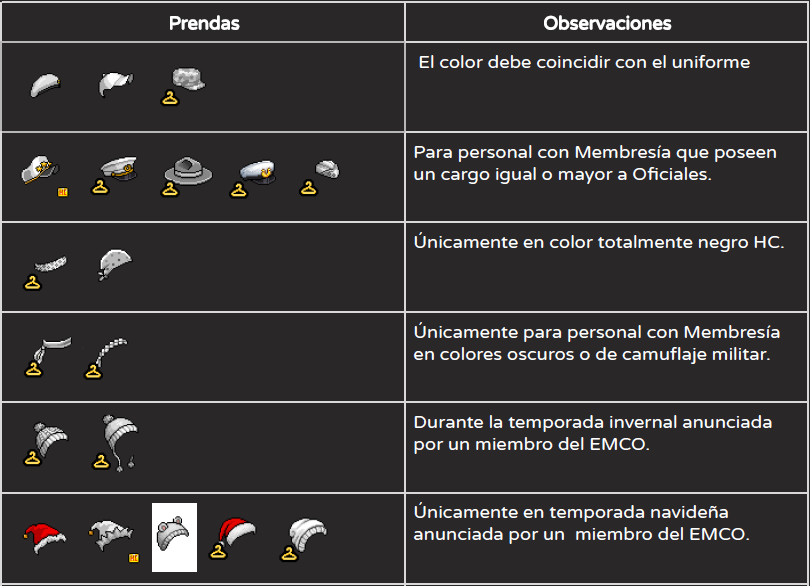 Prendas
Observaciones
El color debe coincidir con el uniforme
Para personal con Membresía que poseen
un cargo igual o mayor a Oficiales.
Únicamente en color totalmente negro HC.
Únicamente para personal con Membresía
en colores oscuros o de camuflaje militar.
Durante la temporada invernal anunciada
por un miembro del EMCO.
Únicamente en temporada navideña
anunciada por un  miembro del EMCO.